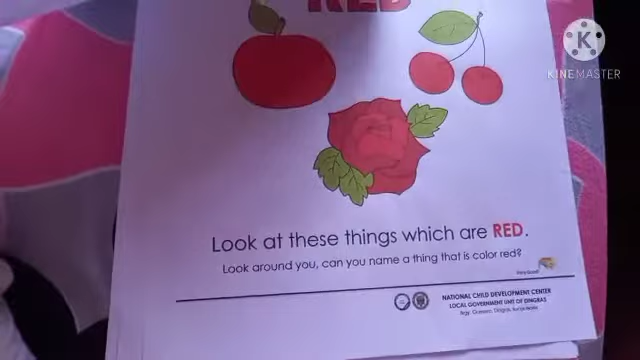 RED
KINEMASTER
Look at these things which are RED.
Look around you, can you name a thing that is color red?
NATIONAL CHILD DEVELOPMENT CENTER
LOCAL GOVERNMENT UNIT OF DINGRAS